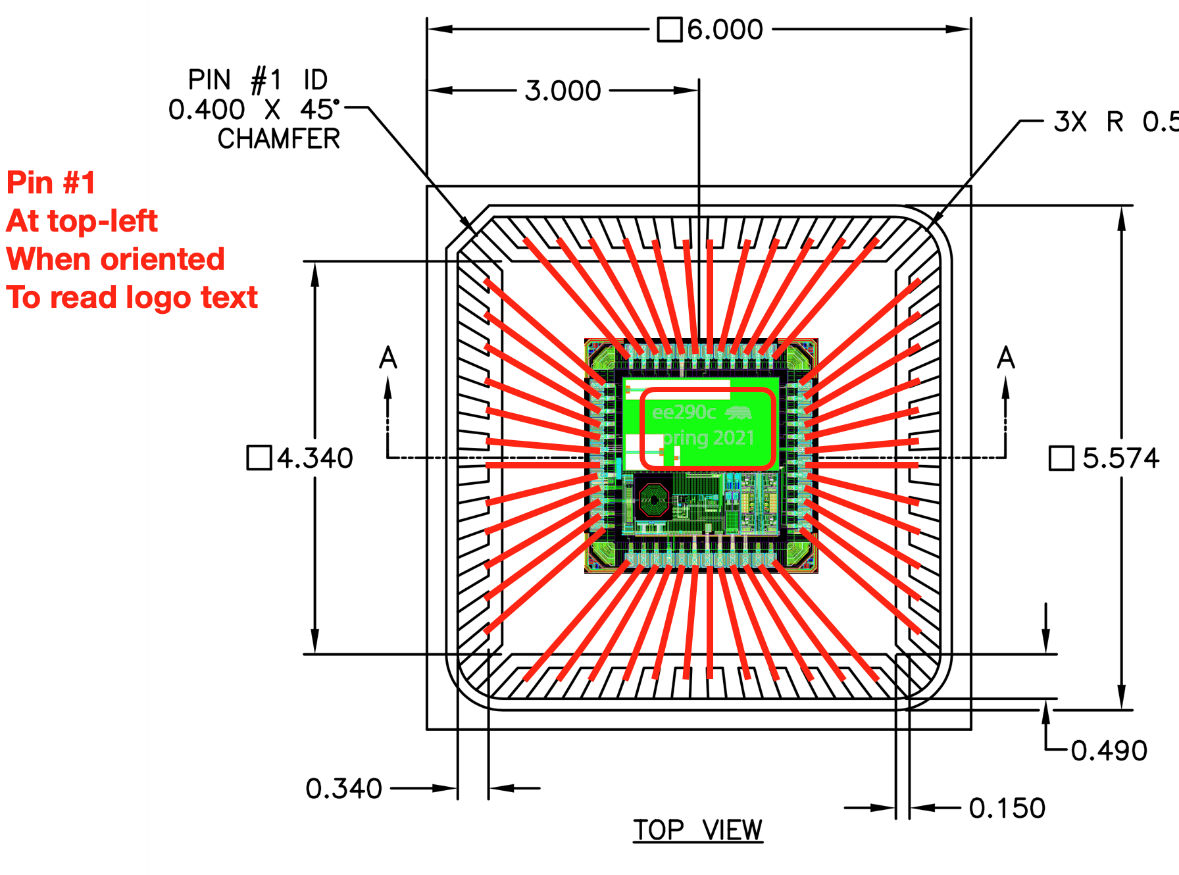 □6.000
3.000
PIN #1 ID
0.400 X 45°
CHAMFER
3X R 0.5
Pin #1
At top-left
When oriented
To read logo text
A
A
ee290c
pring 2021
□4.340
□ 5.574
0.490
0.340
0.150
TOP VIEW